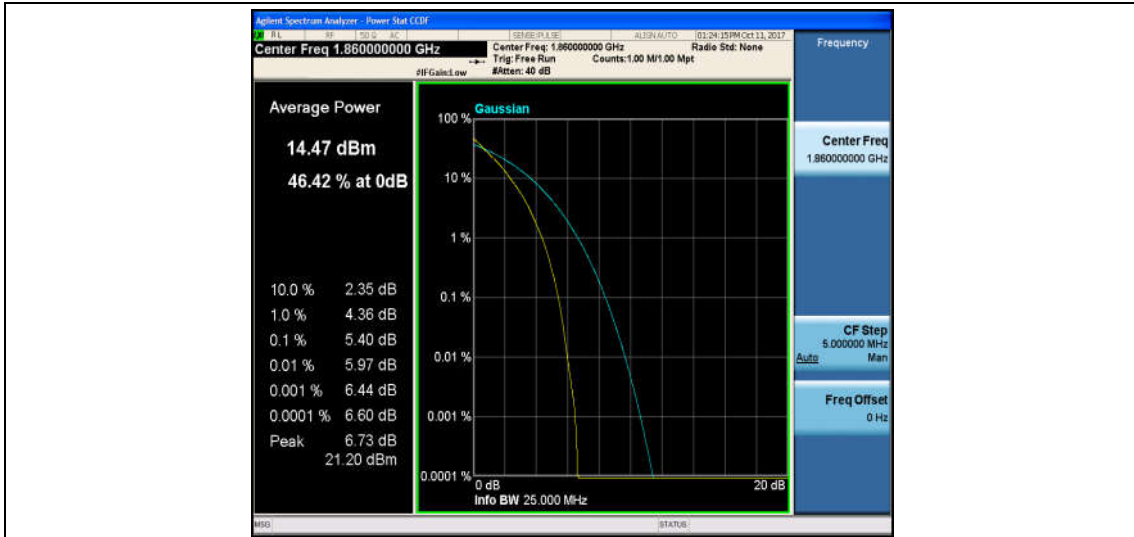 Agilent Spectrum Analyzer - Power Stat CCDF
RL RF 50 Ω AC SENSE:PULSE ALIGN AUTO 01:24:15 PM Oct 11, 2017
Center Freq 1.860000000 GHz
Center Freq: 1.860000000 GHz Radio Std: None
Trig: Free Run Counts:1.00 M/1.00 Mpt
#IFGain:Low #Atten: 40 dB
Frequency
Average Power
14.47 dBm
46.42 % at 0dB
10.0 % 2.35 dB
1.0 % 4.36 dB
0.1 % 5.40 dB
0.01 % 5.97 dB
0.001 % 6.44 dB
0.0001 % 6.60 dB
Peak 6.73 dB
21.20 dBm
Gaussian
100 %
10 %
1 %
0.1 %
0.01 %
0.001 %
0.0001 %
0 dB 20 dB
Info BW 25.000 MHz
Center Freq
1.860000000 GHz
CF Step
5.000000 MHz
Auto Man
Freq Offset
0 Hz
MSG STATUS